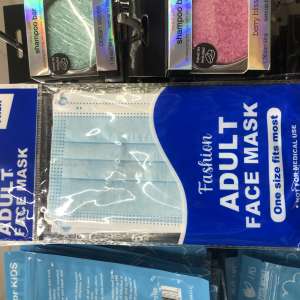 shampoo bar
ocean
shampoo bar
berry bliss
Fashion
ADULT
FACE MASK
One size fits most
NOT FOR MEDICAL USE
ADULT
FACE MASK
KIDS